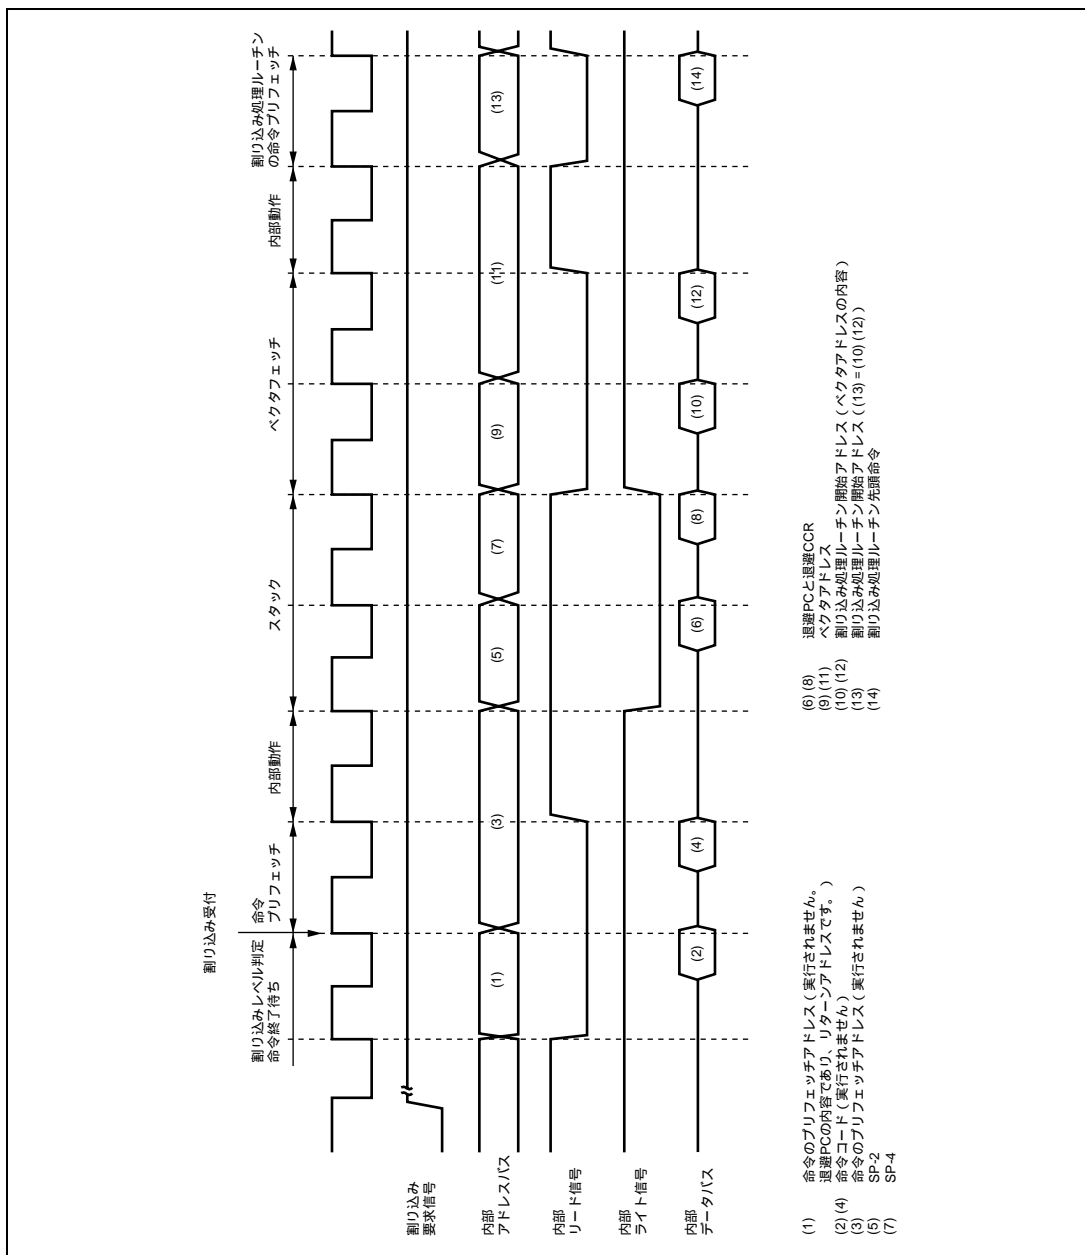 割り込み受付
割り込みレベル判定
命令終了待ち
命令
プリフェッチ
内部動作
スタック
ベクタフェッチ
内部動作
割り込み処理ルーチン
の命令プリフェッチ
割り込み
要求信号
内部
アドレスバス
(1)
(3)
(5)
(7)
(9)
(11)
(13)
内部
リード信号
内部
ライト信号
内部
データバス
(2)
(4)
(6)
(8)
(10)
(12)
(14)
(1) 命令のプリフェッチアドレス(実行されません。
退避PCの内容であり、リターンアドレスです。)
(2) (4) 命令コード(実行されません)
(3) 命令のプリフェッチアドレス(実行されません)
(5) SP-2
(7) SP-4
(6) (8) 退避PCと退避CCR
(9) (11) ベクタアドレス
(10) (12) 割り込み処理ルーチン開始アドレス(ベクタアドレスの内容)
(13) 割り込み処理ルーチン開始アドレス((13) = (10) (12))
(14) 割り込み処理ルーチン先頭命令